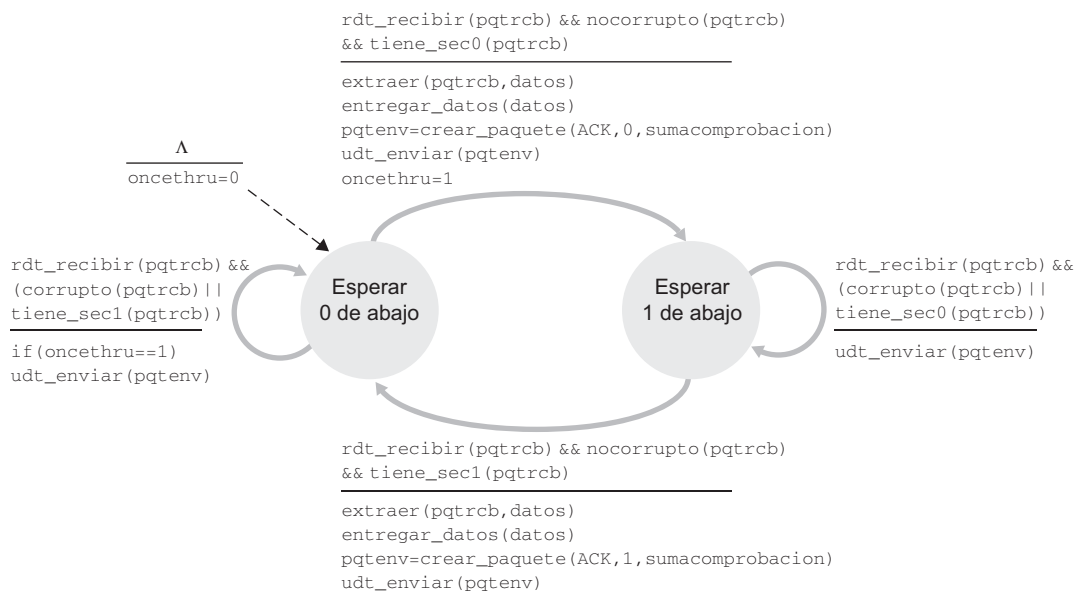 rdt_recibir(pqtrcb) && nocorrupto(pqtrcb)
&& tiene_sec0(pqtrcb)
extraer(pqtrcb,datos)
entregar_datos(datos)
pqtenv=crear_paquete(ACK,0,sumacomprobacion)
udt_enviar(pqtenv)
oncethru=1
Λ
oncethru=0
rdt_recibir(pqtrcb) &&
(corrupto(pqtrcb)||
tiene_sec1(pqtrcb))
if(oncethru==1)
udt_enviar(pqtenv)
Esperar
0 de abajo
Esperar
1 de abajo
rdt_recibir(pqtrcb) &&
(corrupto(pqtrcb)||
tiene_sec0(pqtrcb))
udt_enviar(pqtenv)
rdt_recibir(pqtrcb) && nocorrupto(pqtrcb)
&& tiene_sec1(pqtrcb)
extraer(pqtrcb,datos)
entregar_datos(datos)
pqtenv=crear_paquete(ACK,1,sumacomprobacion)
udt_enviar(pqtenv)